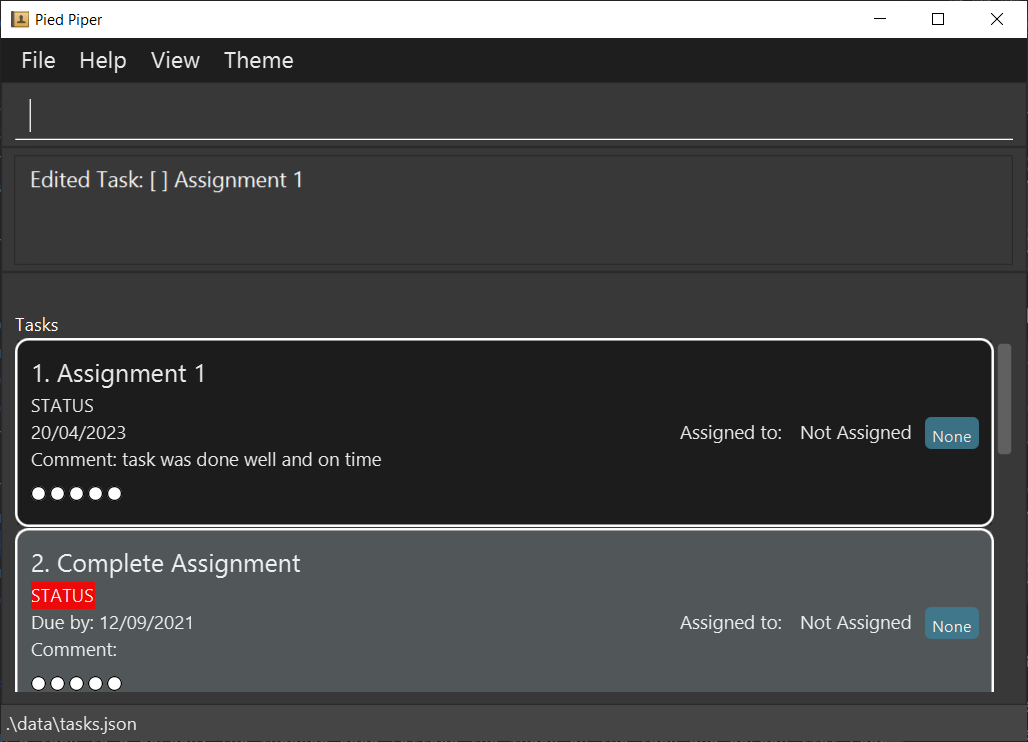 Pied Piper
File Help View Theme
Edited Task: [ ] Assignment 1
Tasks
1. Assignment 1
STATUS
20/04/2023
Assigned to: Not Assigned None
Comment: task was done well and on time
2. Complete Assignment
STATUS
Due by: 12/09/2021
Assigned to: Not Assigned None
Comment:
.\data\tasks.json